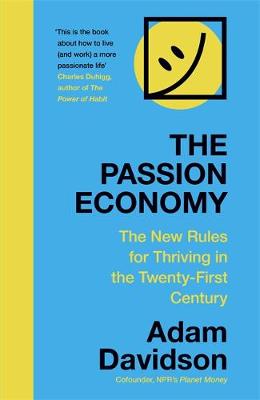 'This is the book
about how to live
(and work) a more
passionate life'
Charles Duhigg,
author of The
Power of Habit
THE
PASSION
ECONOMY
The New Rules
for Thriving in
the Twenty-First
Century
Adam
Davidson
Cofounder, NPR's Planet Money